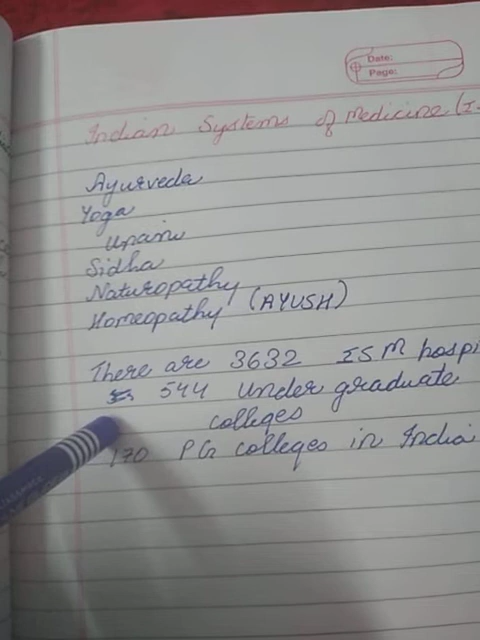 Date:
Page:
Indian Systems of Medicine (I
Ayurveda
Yoga
Unani
Sidha
Naturopathy
Homeopathy (AYUSH)
There are 3632 ISM hospi
544 Under graduate
colleges
170 PG colleges in India